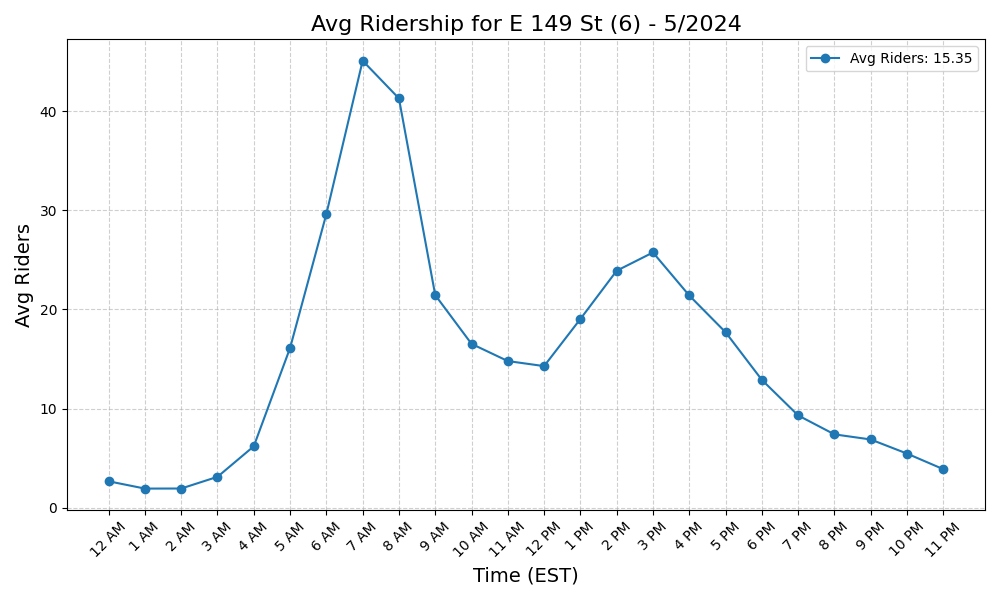 Avg Ridership for E 149 St (6) - 5/2024
Avg Riders: 15.35
Avg Riders
40
30
20
10
0
12 AM
1 AM
2 AM
3 AM
4 AM
5 AM
6 AM
7 AM
8 AM
9 AM
10 AM
11 AM
12 PM
1 PM
2 PM
3 PM
4 PM
5 PM
6 PM
7 PM
8 PM
9 PM
10 PM
11 PM
Time (EST)